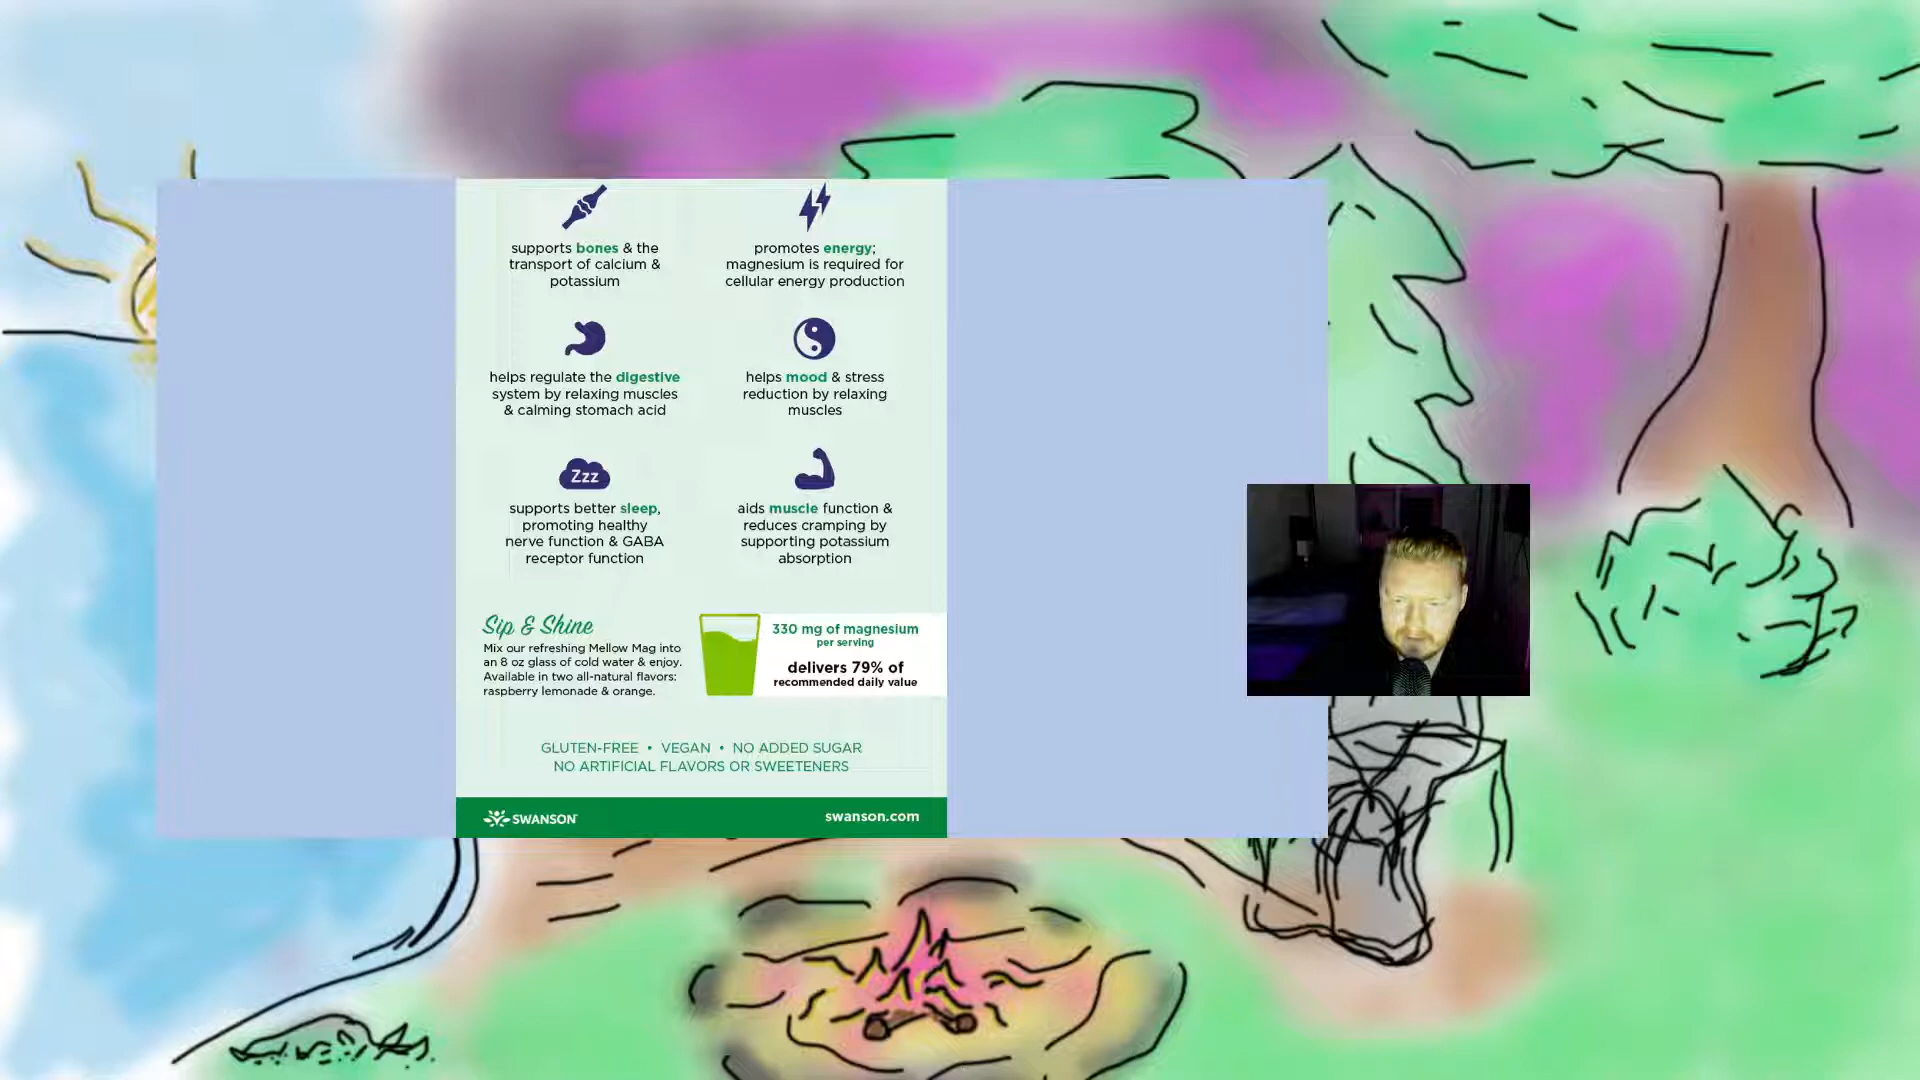 supports bones & the
transport of calcium &
potassium
promotes energy;
magnesium is required for
cellular energy production
helps regulate the digestive
system by relaxing muscles
& calming stomach acid
helps mood & stress
reduction by relaxing
muscles
Zzz
supports better sleep,
promoting healthy
nerve function & GABA
receptor function
aids muscle function &
reduces cramping by
supporting potassium
absorption
Sip & Shine
Mix our refreshing Mellow Mag into
an 8 oz glass of cold water & enjoy.
Available in two all-natural flavors:
raspberry lemonade & orange.
330 mg of magnesium
per serving
delivers 79% of
recommended daily value
GLUTEN-FREE • VEGAN • NO ADDED SUGAR
NO ARTIFICIAL FLAVORS OR SWEETENERS
SWANSON
swanson.com